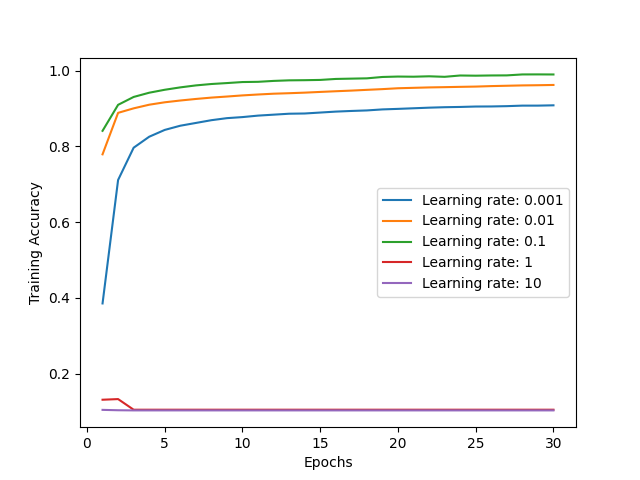 1.0
0.8
0.6
0.4
0.2
Training Accuracy
Learning rate: 0.001
Learning rate: 0.01
Learning rate: 0.1
Learning rate: 1
Learning rate: 10
0 5 10 15 20 25 30
Epochs